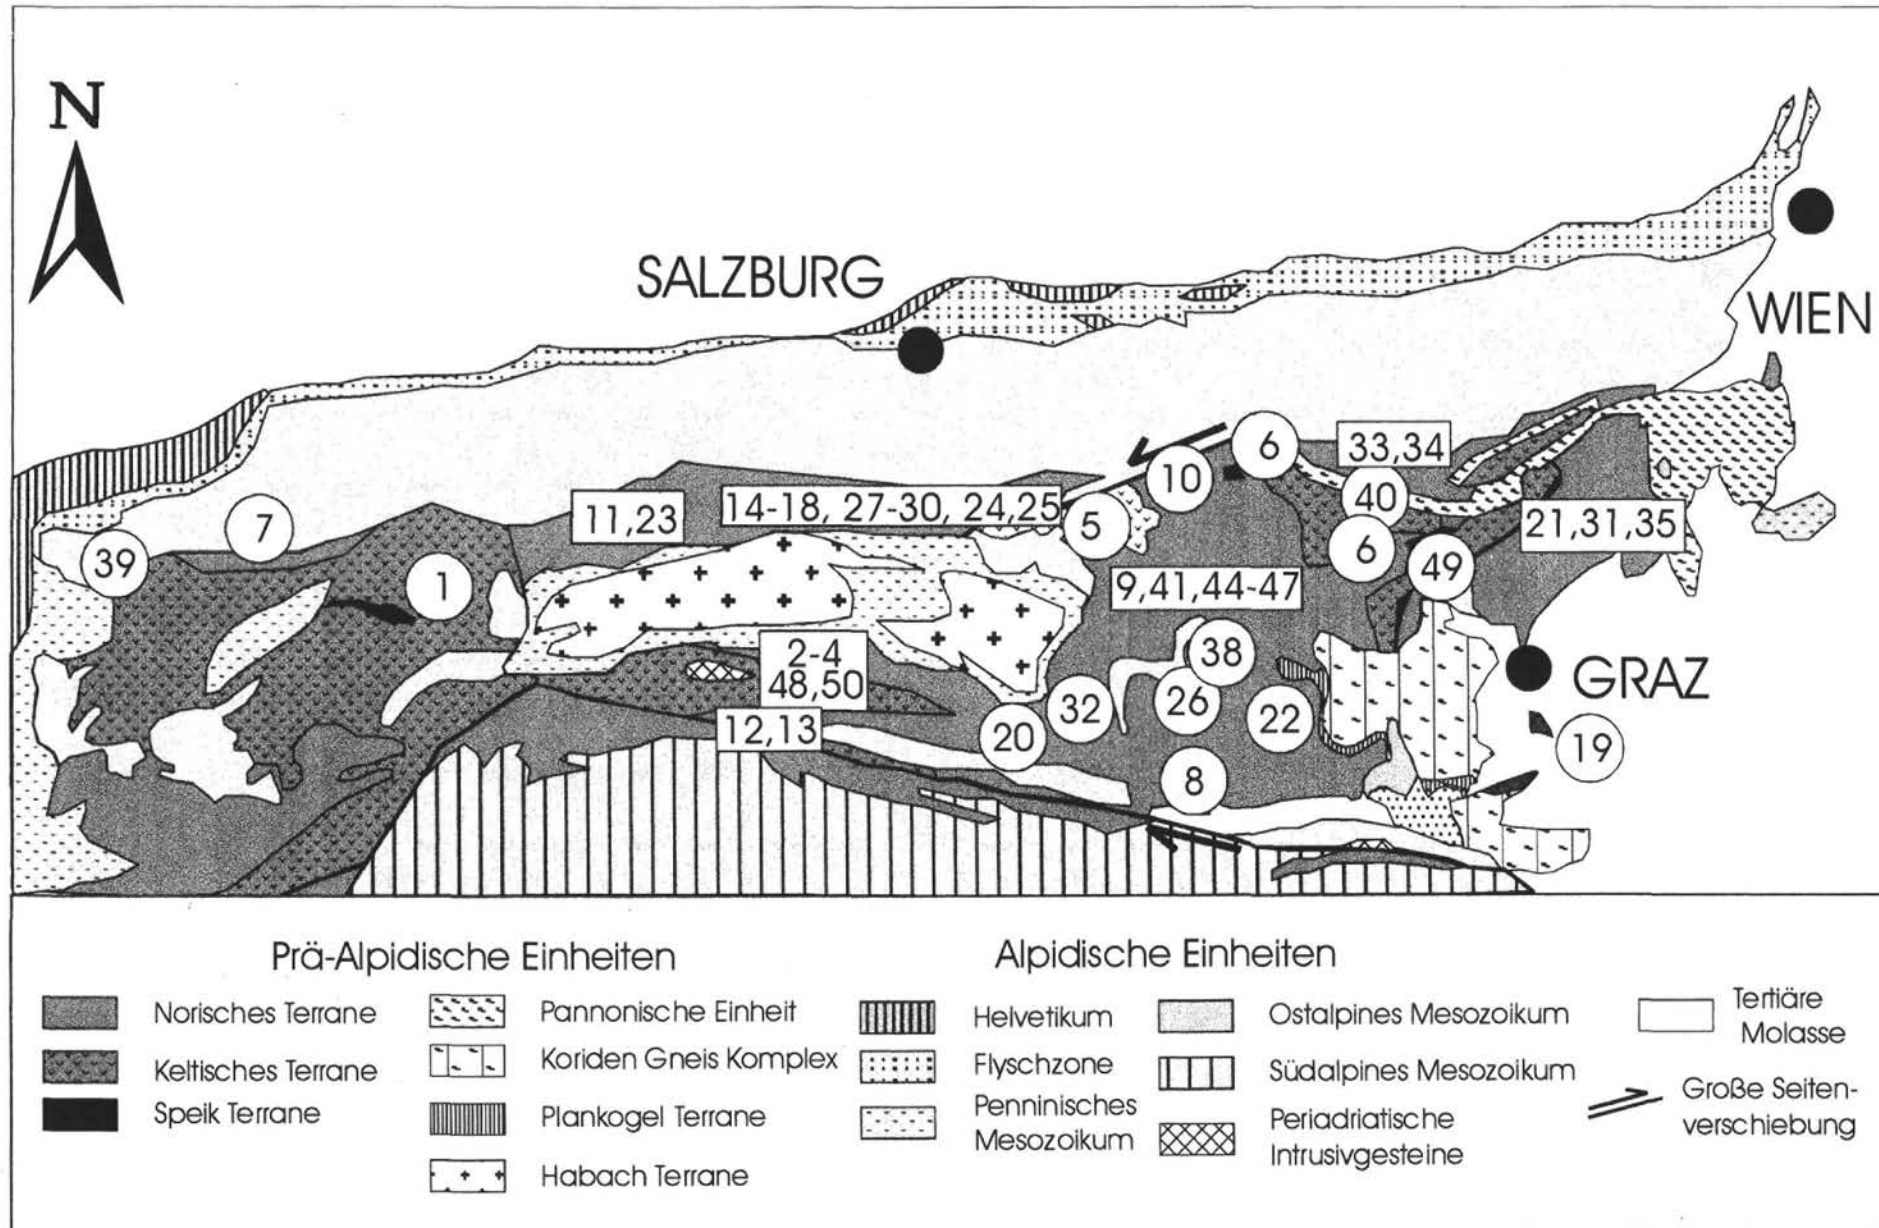 N
SALZBURG
WIEN
6
33,34
10
40
11,23
14-18, 27-30, 24,25
5
7
21,31,35
39
6
1
49
9,41,44-47
2-4
48,50
38
GRAZ
32
26
22
12,13
20
19
8
Prä-Alpidische Einheiten
Norisches Terrane
Keltisches Terrane
Speik Terrane
Pannonische Einheit
Koriden Gneis Komplex
Plankogel Terrane
Habach Terrane
Alpidische Einheiten
Helvetikum
Flyschzone
Penninisches
Mesozoikum
Ostalpines Mesozoikum
Südalpines Mesozoikum
Periadriatische
Intrusivgesteine
Tertiäre
Molasse
Große Seiten-
verschiebung